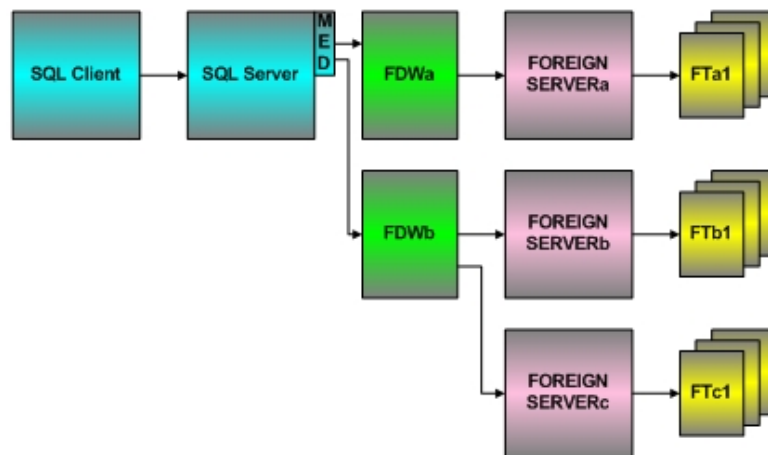 SQL Client
SQL Server
M
E
D
FDWa
FOREIGN
SERVERa
FTa1
FDWb
FOREIGN
SERVERb
FTb1
FOREIGN
SERVERc
FTc1